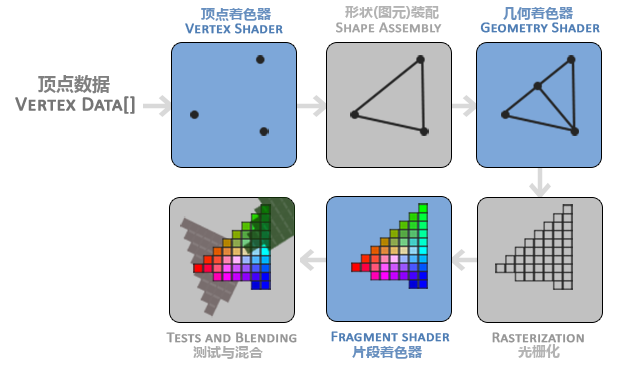 顶点着色器
VERTEX SHADER
形状(图元)装配
SHAPE ASSEMBLY
几何着色器
GEOMETRY SHADER
顶点数据
VERTEX DATA[]
TESTS AND BLENDING
测试与混合
FRAGMENT SHADER
片段着色器
RASTERIZATION
光栅化